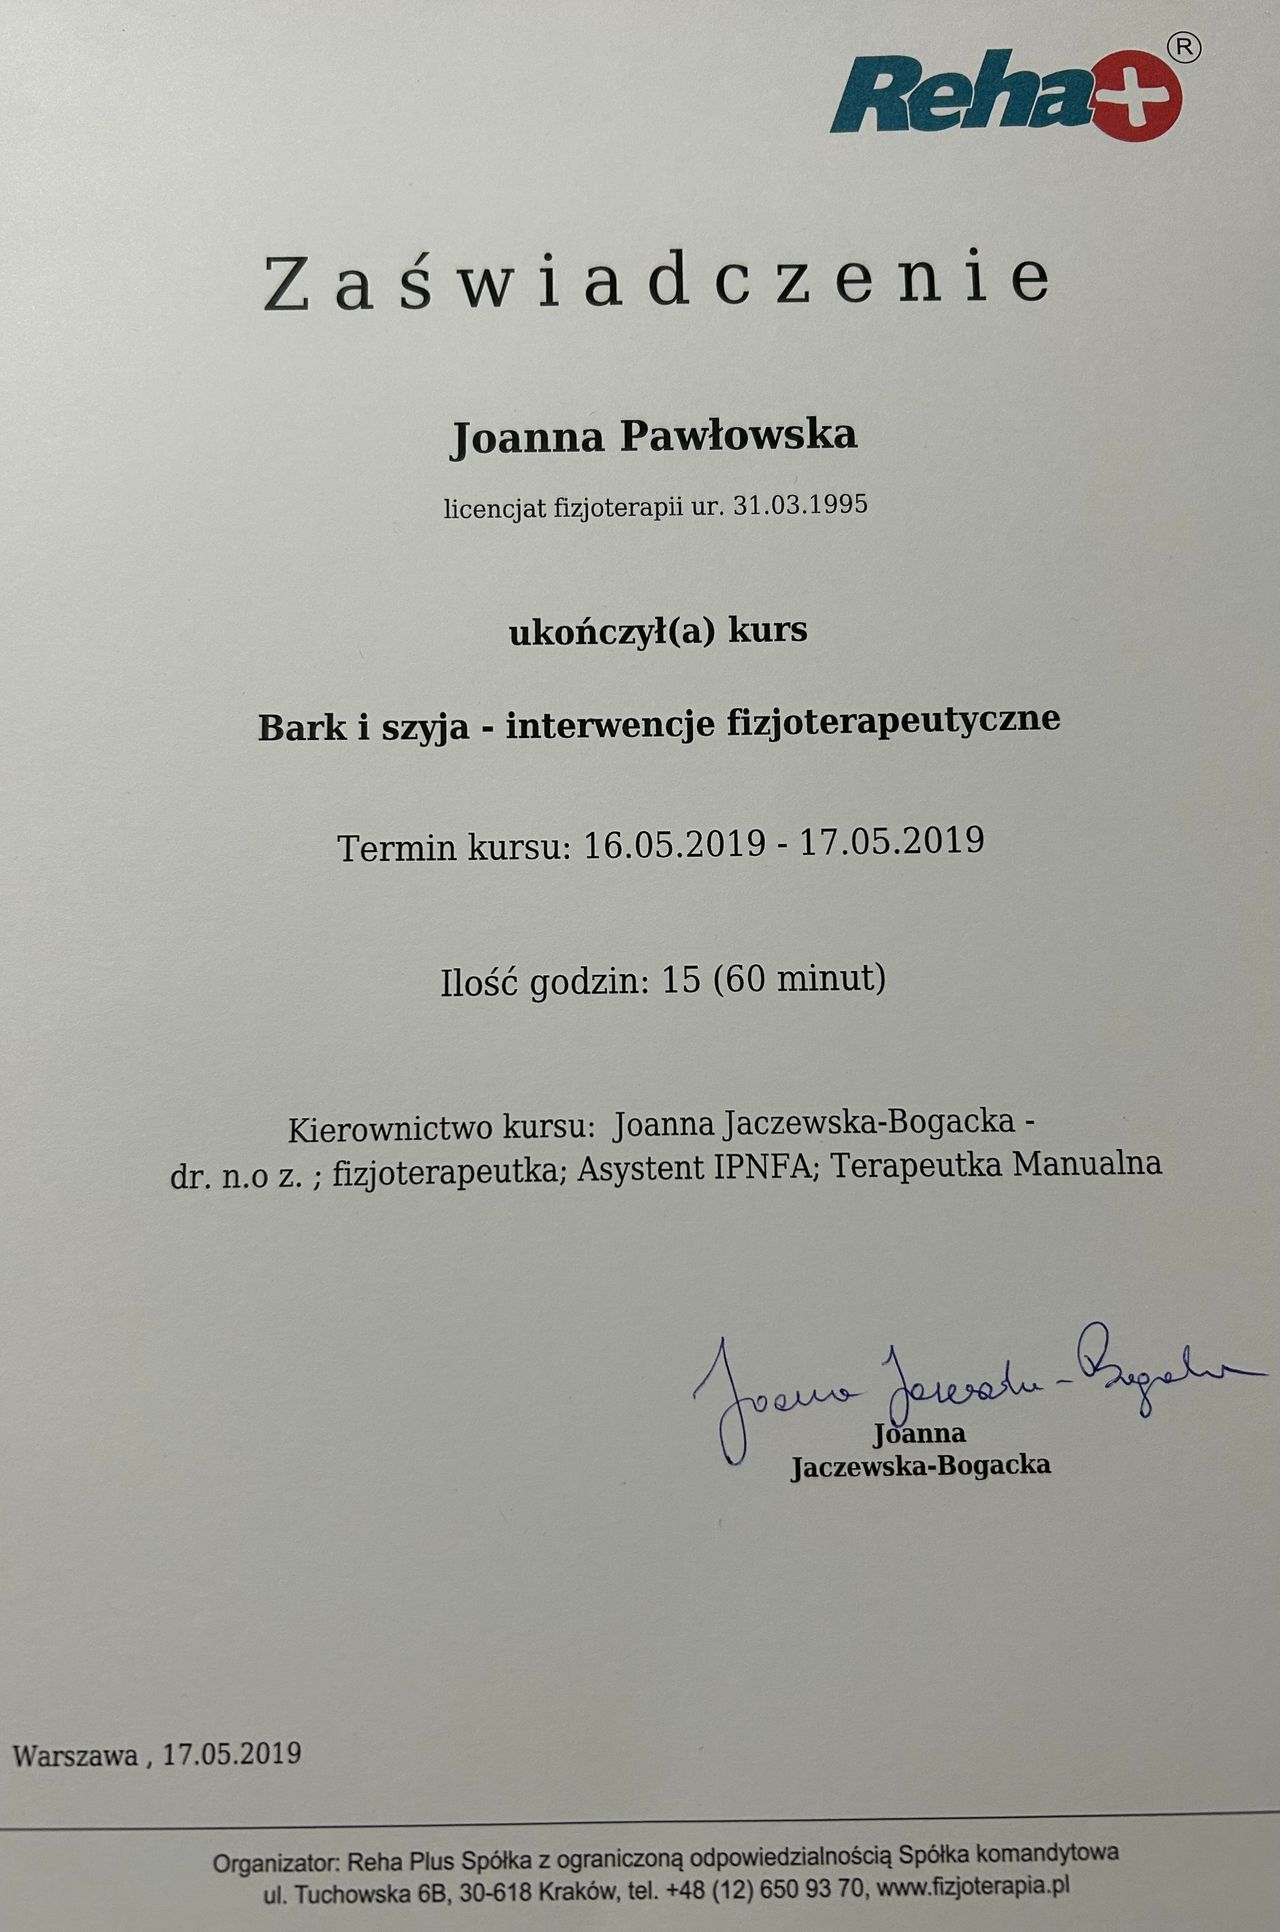 Reha+ ®
Zaświadczenie
Joanna Pawłowska
licencjat fizjoterapii ur. 31.03.1995
ukończył(a) kurs
Bark i szyja - interwencje fizjoterapeutyczne
Termin kursu: 16.05.2019 - 17.05.2019
Ilość godzin: 15 (60 minut)
Kierownictwo kursu: Joanna Jaczewska-Bogacka -
dr. n.o z. ; fizjoterapeutka; Asystent IPNFA; Terapeutka Manualna
Joanna Jaczewska-Bogacka
Joanna
Jaczewska-Bogacka
Warszawa , 17.05.2019
Organizator: Reha Plus Spółka z ograniczoną odpowiedzialnością Spółka komandytowa
ul. Tuchowska 6B, 30-618 Kraków, tel. +48 (12) 650 93 70, www.fizjoterapia.pl